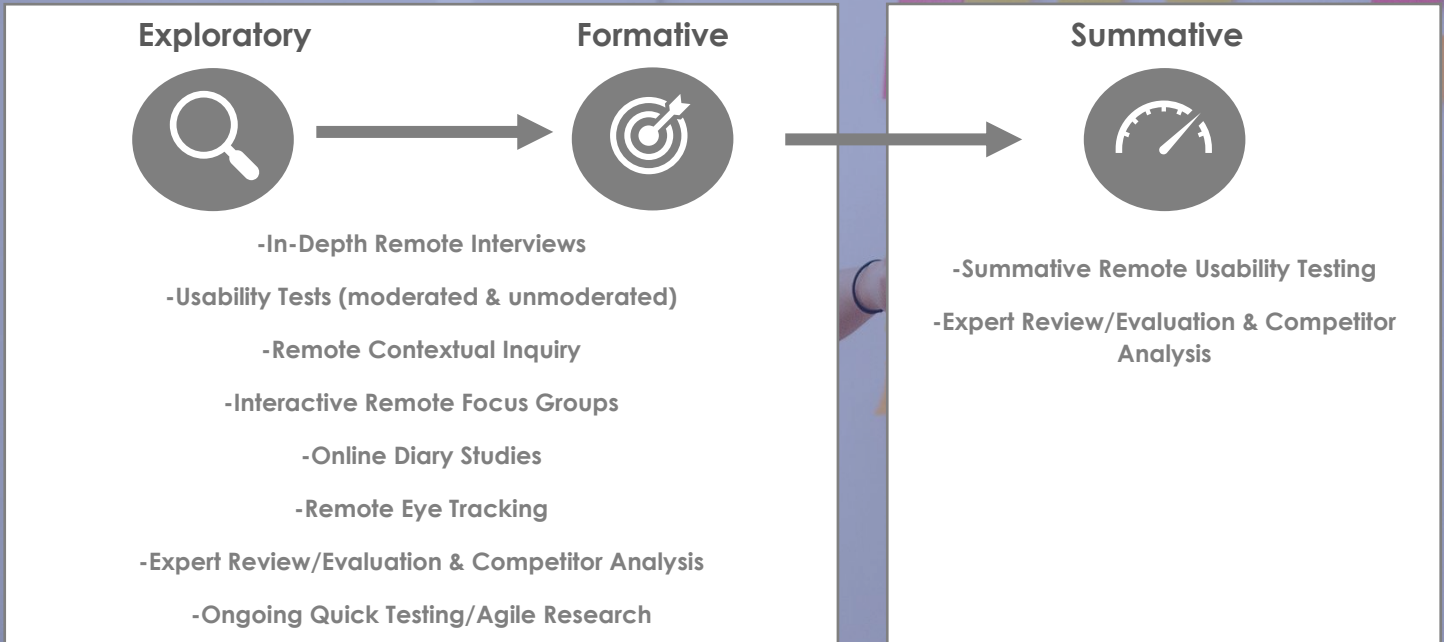 Exploratory
Formative
-In-Depth Remote Interviews
-Usability Tests (moderated & unmoderated)
-Remote Contextual Inquiry
-Interactive Remote Focus Groups
-Online Diary Studies
-Remote Eye Tracking
-Expert Review/Evaluation & Competitor Analysis
-Ongoing Quick Testing/Agile Research
Summative
-Summative Remote Usability Testing
-Expert Review/Evaluation & Competitor
Analysis